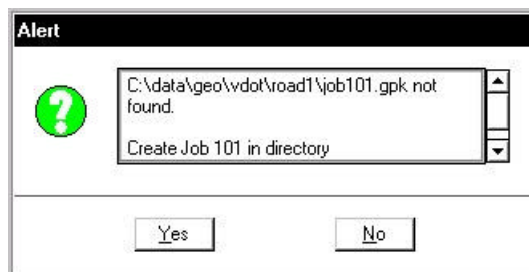 Alert
C:\data\geo\vdot\road1\job101.gpk not
found.
Create Job 101 in directory
Yes
No